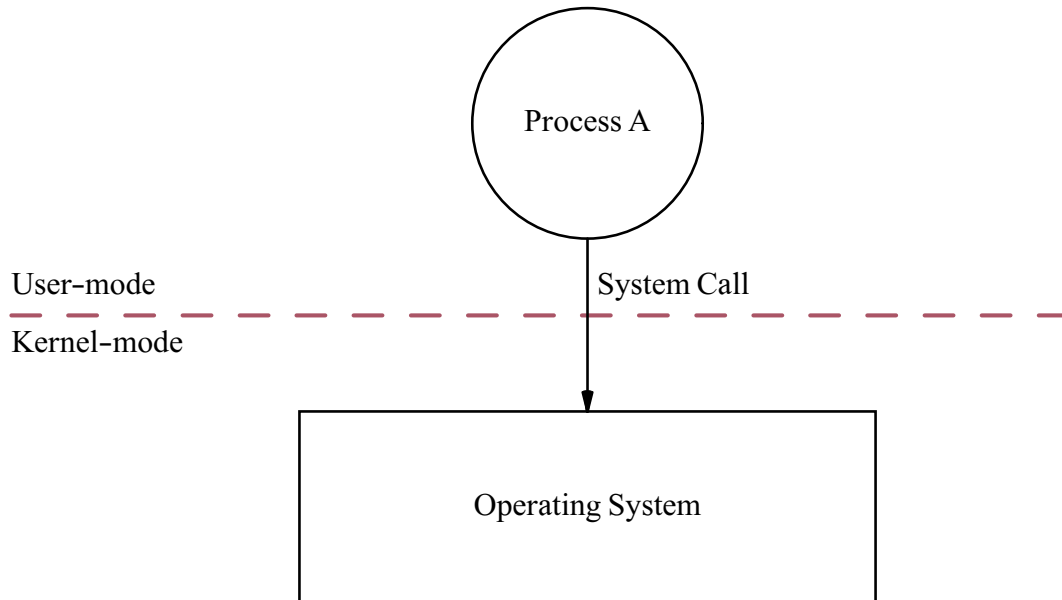 Process A
User-mode
System Call
Kernel-mode
Operating System